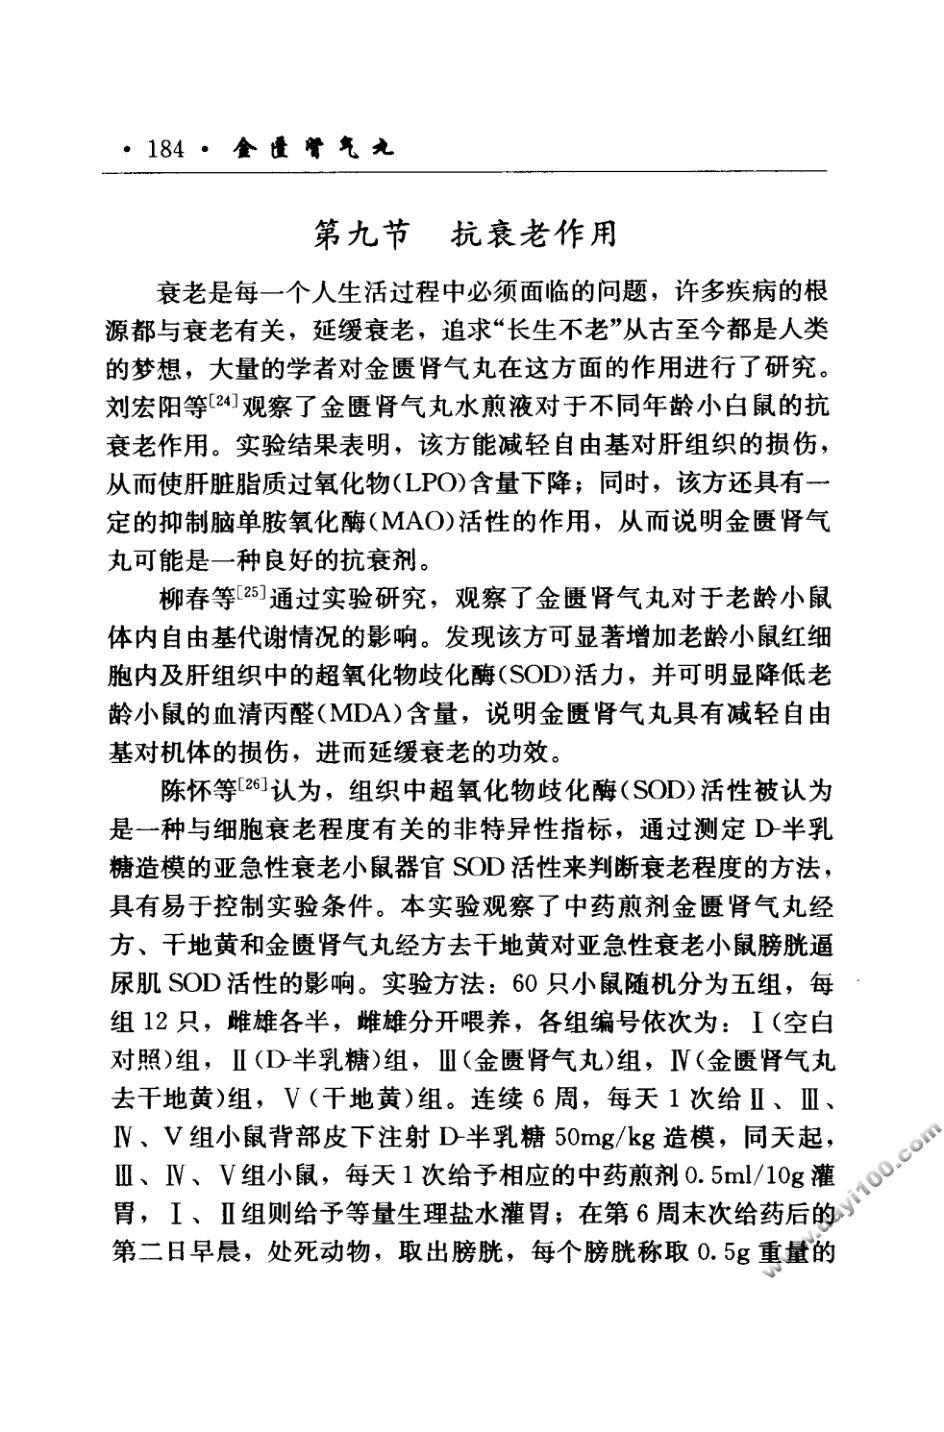 · 184 · 金匮肾气丸
第九节 抗衰老作用
衰老是每一个人生活过程中必须面临的问题，许多疾病的根
源都与衰老有关，延缓衰老，追求“长生不老”从古至今都是人类
的梦想，大量的学者对金匮肾气丸在这方面的作用进行了研究。
刘宏阳等[24]观察了金匮肾气丸水煎液对于不同年龄小白鼠的抗
衰老作用。实验结果表明，该方能减轻自由基对肝组织的损伤，
从而使肝脏脂质过氧化物(LPO)含量下降；同时，该方还具有一
定的抑制脑单胺氧化酶(MAO)活性的作用，从而说明金匮肾气
丸可能是一种良好的抗衰剂。
柳春等[25]通过实验研究，观察了金匮肾气丸对于老龄小鼠
体内自由基代谢情况的影响。发现该方可显著增加老龄小鼠红细
胞内及肝组织中的超氧化物歧化酶(SOD)活力，并可明显降低老
龄小鼠的血清丙醛(MDA)含量，说明金匮肾气丸具有减轻自由
基对机体的损伤，进而延缓衰老的功效。
陈怀等[26]认为，组织中超氧化物歧化酶(SOD)活性被认为
是一种与细胞衰老程度有关的非特异性指标，通过测定 D-半乳
糖造模的亚急性衰老小鼠器官 SOD 活性来判断衰老程度的方法，
具有易于控制实验条件。本实验观察了中药煎剂金匮肾气丸经
方、干地黄和金匮肾气丸经方去干地黄对亚急性衰老小鼠膀胱逼
尿肌 SOD 活性的影响。实验方法：60 只小鼠随机分为五组，每
组 12 只，雌雄各半，雌雄分开喂养，各组编号依次为：Ⅰ(空白
对照)组，Ⅱ(D-半乳糖)组，Ⅲ(金匮肾气丸)组，Ⅳ(金匮肾气丸
去干地黄)组，Ⅴ(干地黄)组。连续 6 周，每天 1 次给Ⅱ、Ⅲ、
Ⅳ、Ⅴ组小鼠背部皮下注射 D-半乳糖 50mg/kg 造模，同天起，
Ⅲ、Ⅳ、Ⅴ组小鼠，每天 1 次给予相应的中药煎剂 0.5ml/10g 灌
胃，Ⅰ、Ⅱ组则给予等量生理盐水灌胃；在第 6 周末次给药后的
第二日早晨，处死动物，取出膀胱，每个膀胱称取 0.5g 重量的
www.dayi100.com